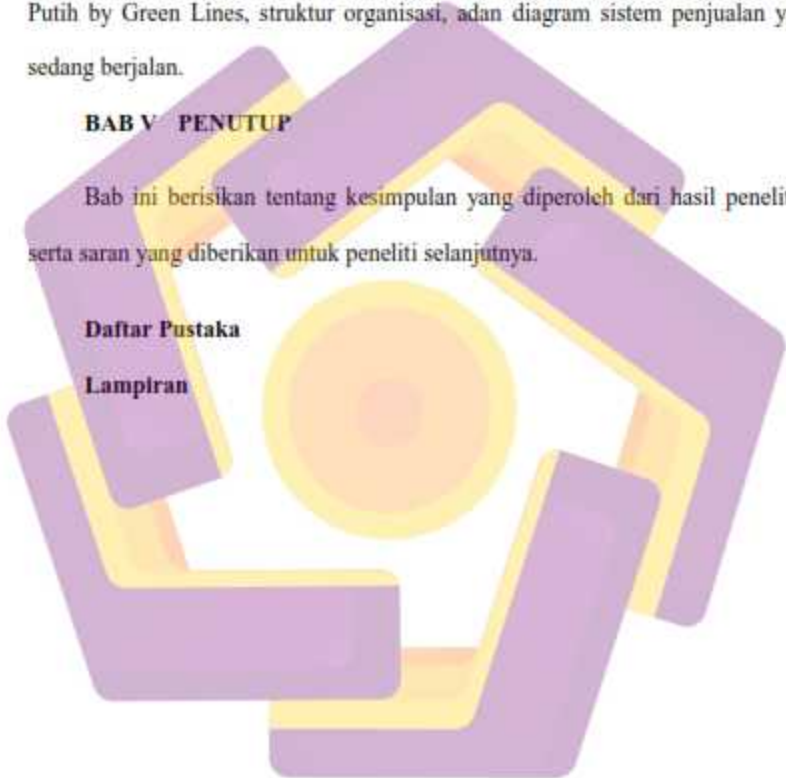 Putih by Green Lines, struktur organisasi, adan diagram sistem penjualan y
sedang berjalan.
BAB V PENUTUP
Bab ini berisikan tentang kesimpulan yang diperoleh dari hasil penelit
serta saran yang diberikan untuk peneliti selanjutnya.
Daftar Pustaka
Lampiran